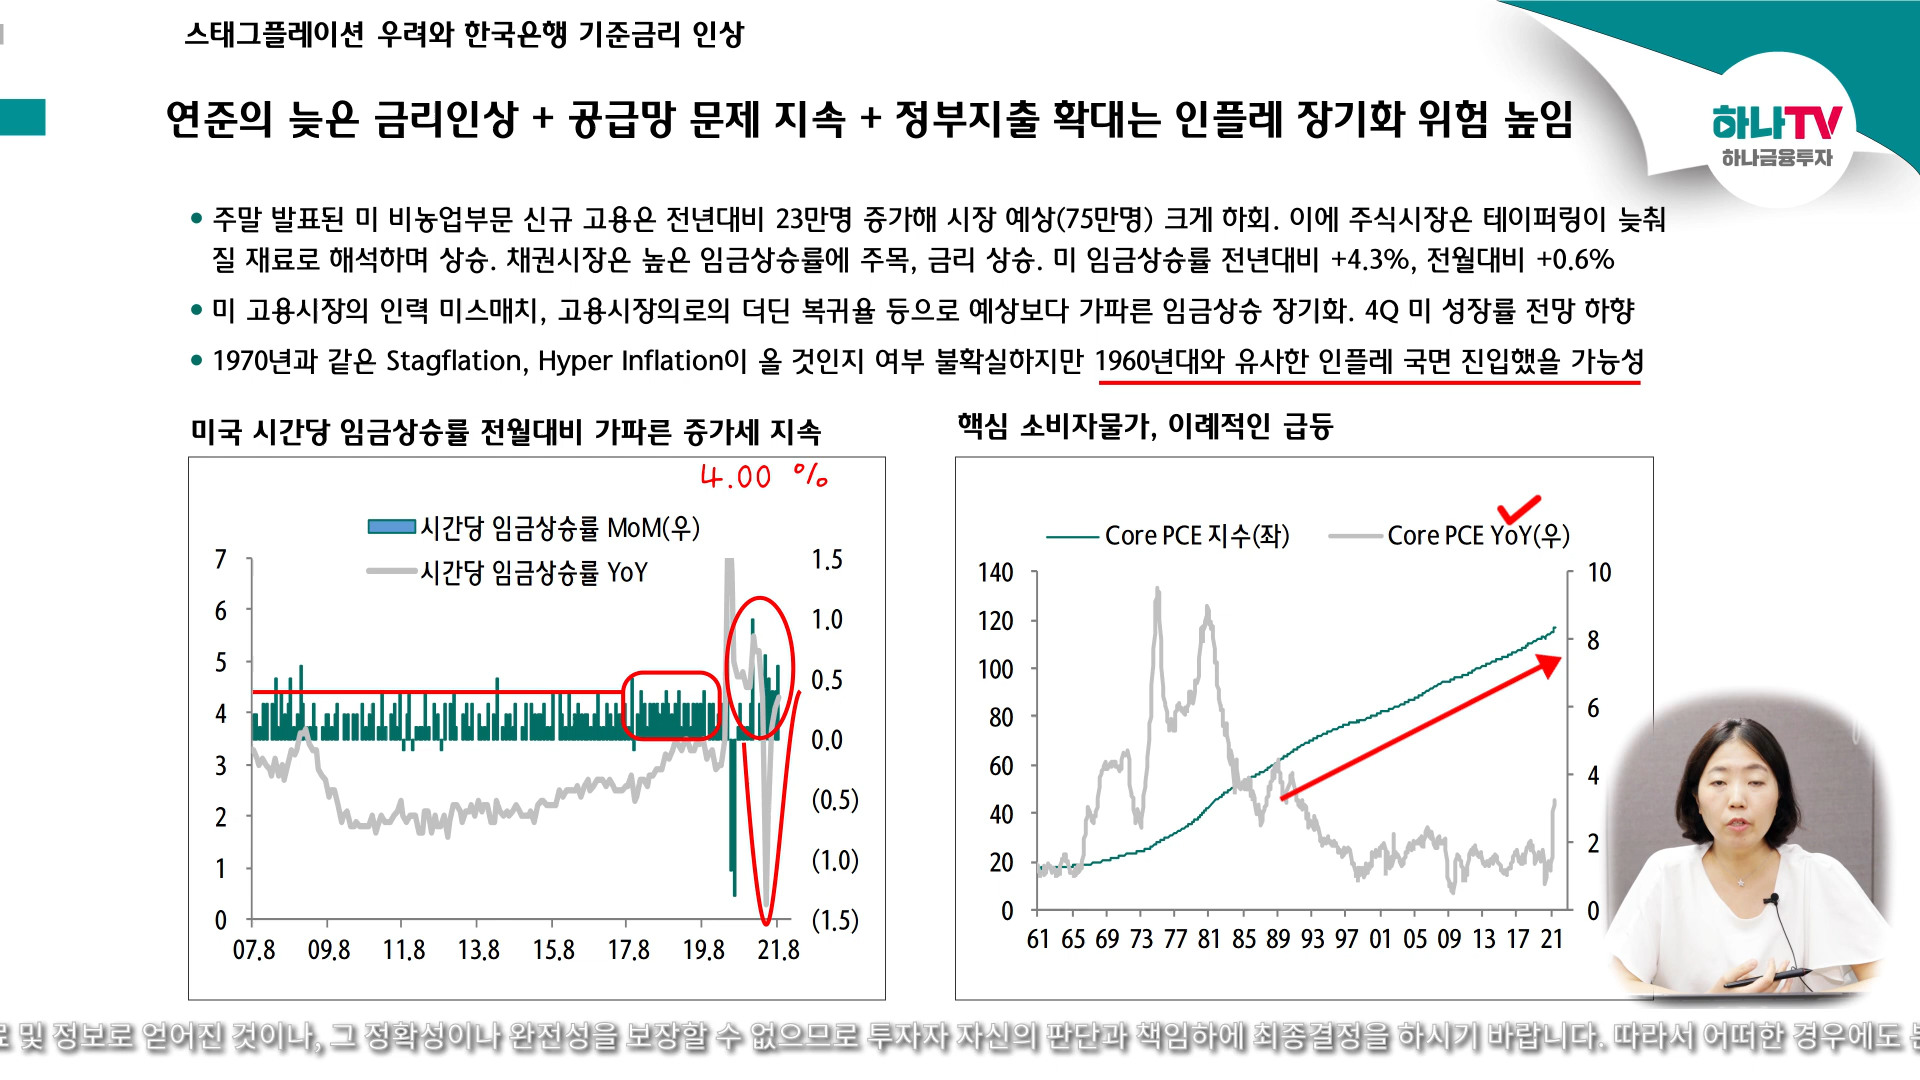 스태그플레이션 우려와 한국은행 기준금리 인상
연준의 늦은 금리인상 + 공급망 문제 지속 + 정부지출 확대는 인플레 장기화 위험 높임
하나TV
하나금융투자
● 주말 발표된 미 비농업부문 신규 고용은 전년대비 23만명 증가해 시장 예상(75만명) 크게 하회. 이에 주식시장은 테이퍼링이 늦춰
질 재료로 해석하며 상승. 채권시장은 높은 임금상승률에 주목, 금리 상승. 미 임금상승률 전년대비 +4.3%, 전월대비 +0.6%
● 미 고용시장의 인력 미스매치, 고용시장의로의 더딘 복귀율 등으로 예상보다 가파른 임금상승 장기화. 4Q 미 성장률 전망 하향
● 1970년과 같은 Stagflation, Hyper Inflation이 올 것인지 여부 불확실하지만 1960년대와 유사한 인플레 국면 진입했을 가능성
미국 시간당 임금상승률 전월대비 가파른 증가세 지속
4.00 %
시간당 임금상승률 MoM(우)
시간당 임금상승률 YoY
7
6
5
4
3
2
1
0
1.5
1.0
0.5
0.0
(0.5)
(1.0)
(1.5)
07.8 09.8 11.8 13.8 15.8 17.8 19.8 21.8
핵심 소비자물가, 이례적인 급등
Core PCE 지수(좌) Core PCE YoY(우)
140
120
100
80
60
40
20
0
10
8
6
4
2
0
61 65 69 73 77 81 85 89 93 97 01 05 09 13 17 21
및 정보로 얻어진 것이나, 그 정확성이나 완전성을 보장할 수 없으므로 투자자 자신의 판단과 책임하에 최종결정을 하시기 바랍니다. 따라서 어떠한 경우에도